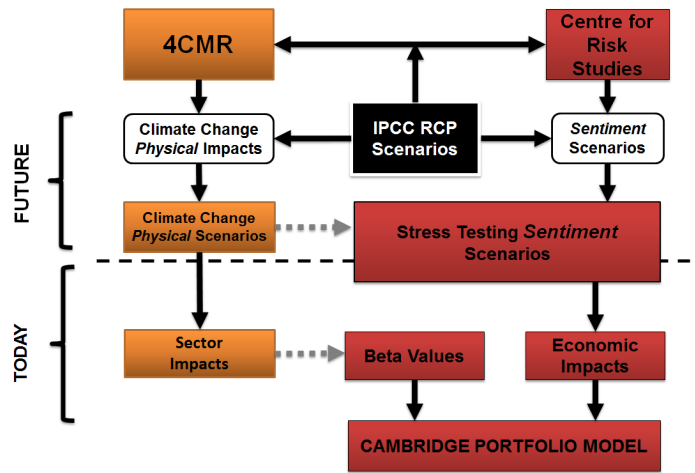 4CMR
Centre for
Risk
Studies
IPCC RCP
Scenarios
Climate Change
Physical Impacts
Sentiment
Scenarios
FUTURE
Climate Change
Physical Scenarios
Stress Testing Sentiment
Scenarios
TODAY
Sector
Impacts
Beta Values
Economic
Impacts
CAMBRIDGE PORTFOLIO MODEL